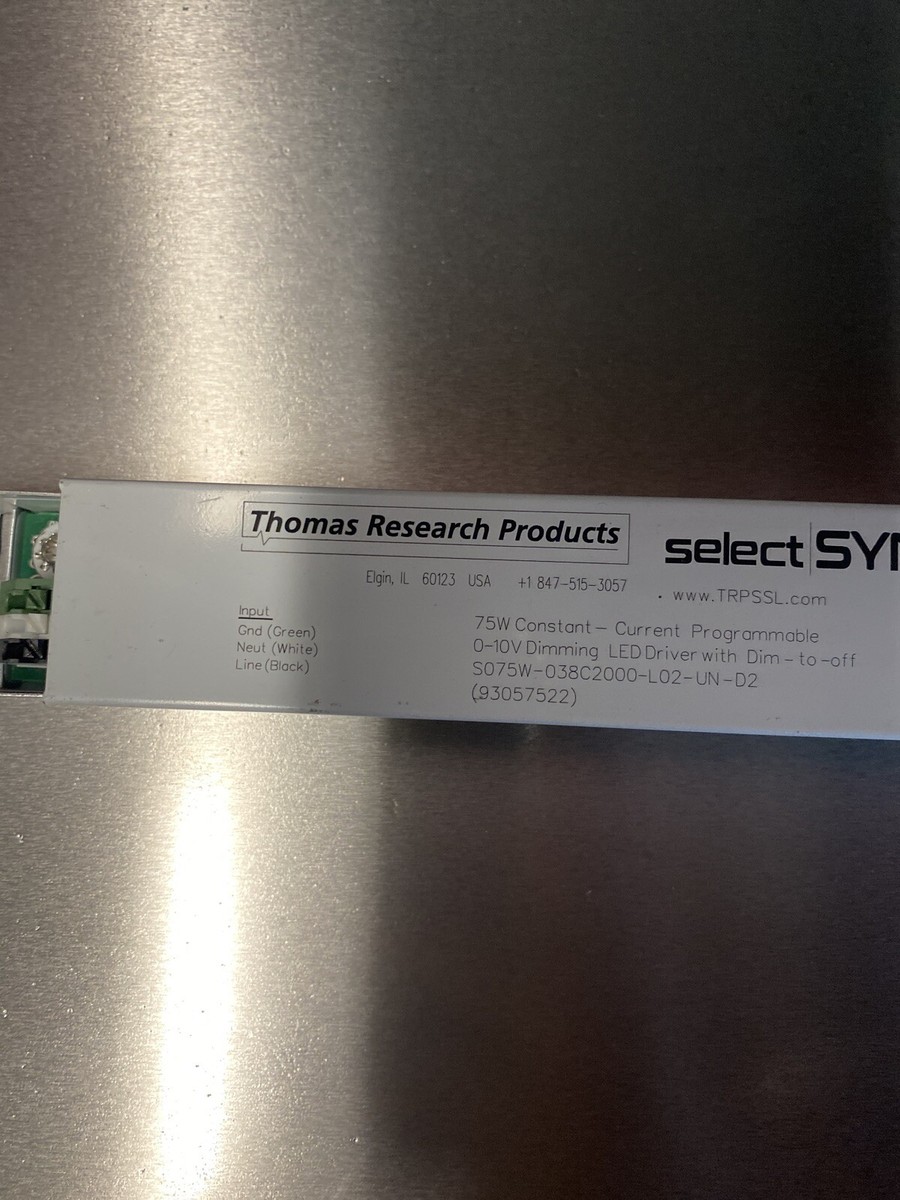 Thomas Research Products
Elgin, IL 60123 USA +1 847-515-3057
select SYN
www.TRPSSL.com
Input
Gnd (Green)
Neut (White)
Line (Black)
75W Constant - Current Programmable
0-10V Dimming LED Driver with Dim-to-off
S075W-038C2000-L02-UN-D2
(93057522)